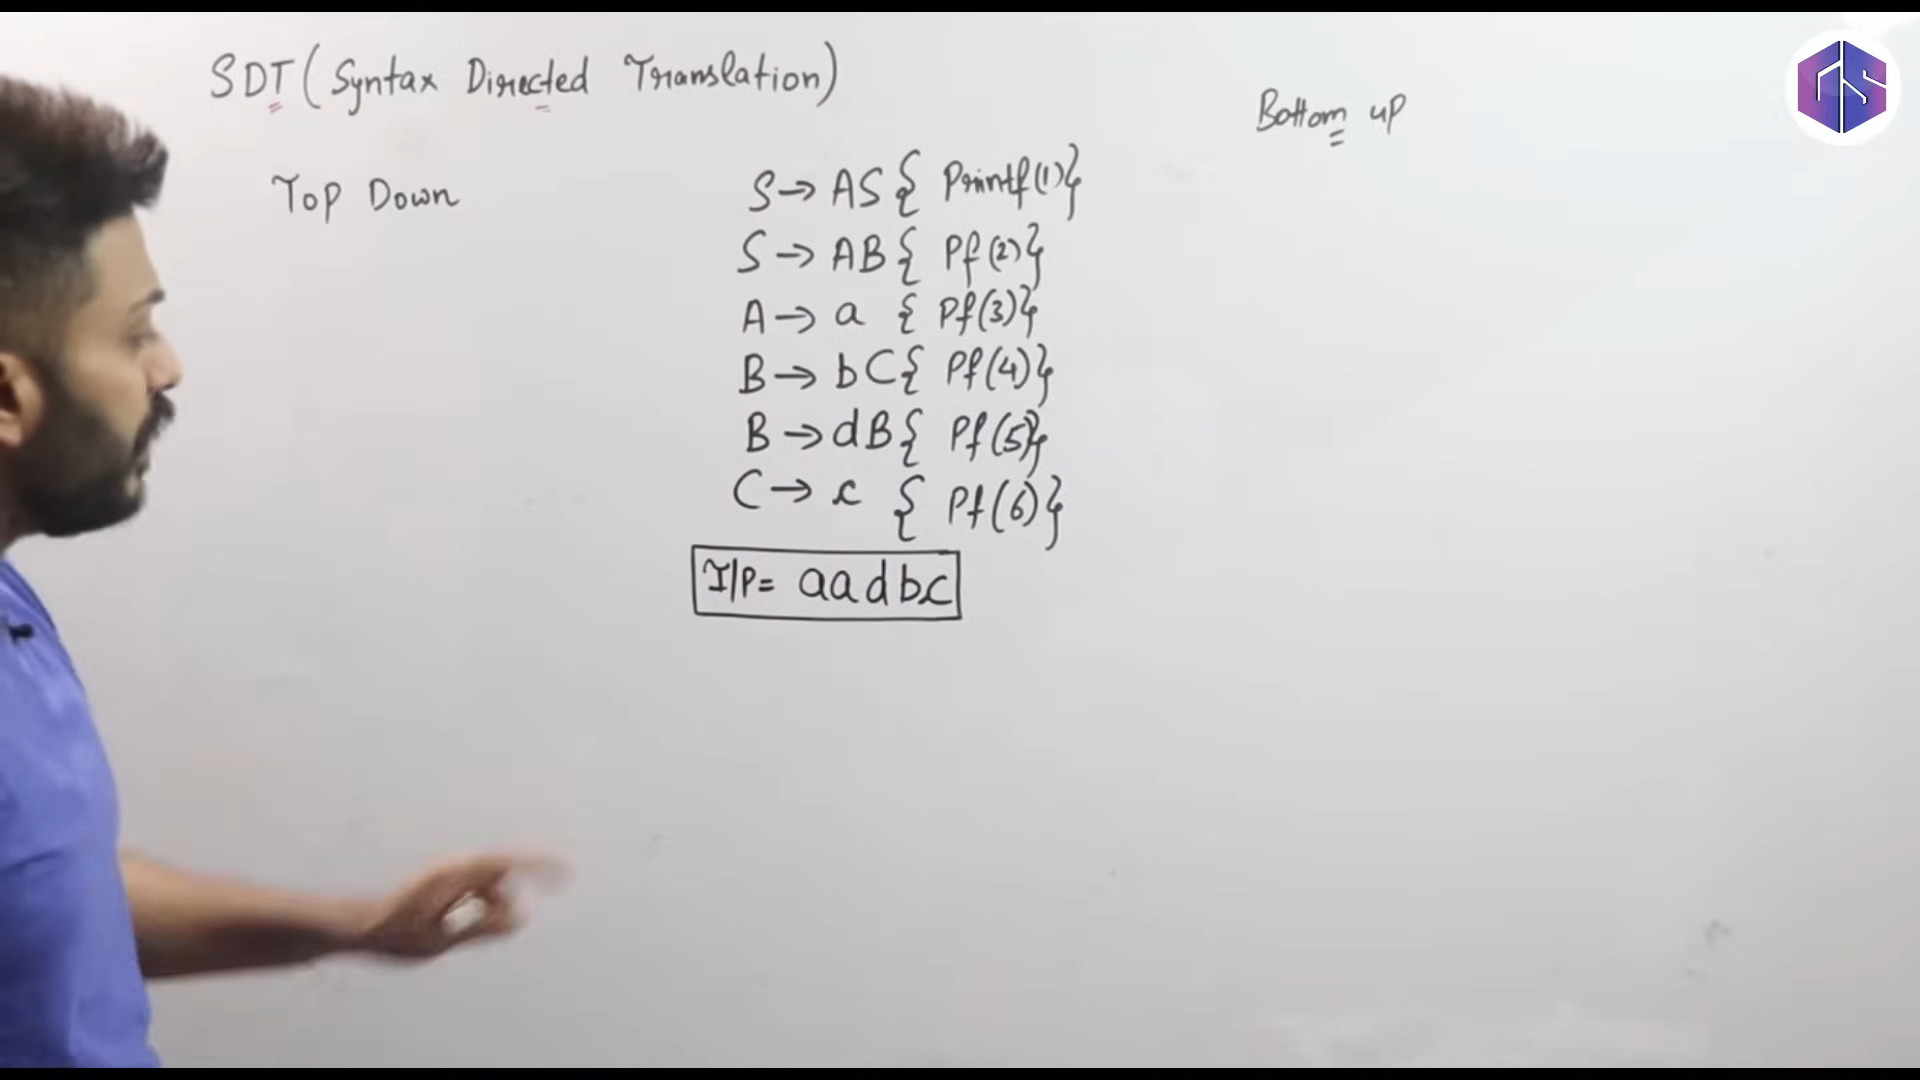 SDT (Syntax Directed Translation)
Bottom up
Top Down
S → AS { Printf(1)}
S → AB { Pf(2)}
A → a { Pf(3)}
B → bC { Pf(4)}
B → dB { Pf(5)}
C → c { Pf(6)}
I/P = aadbc
GS